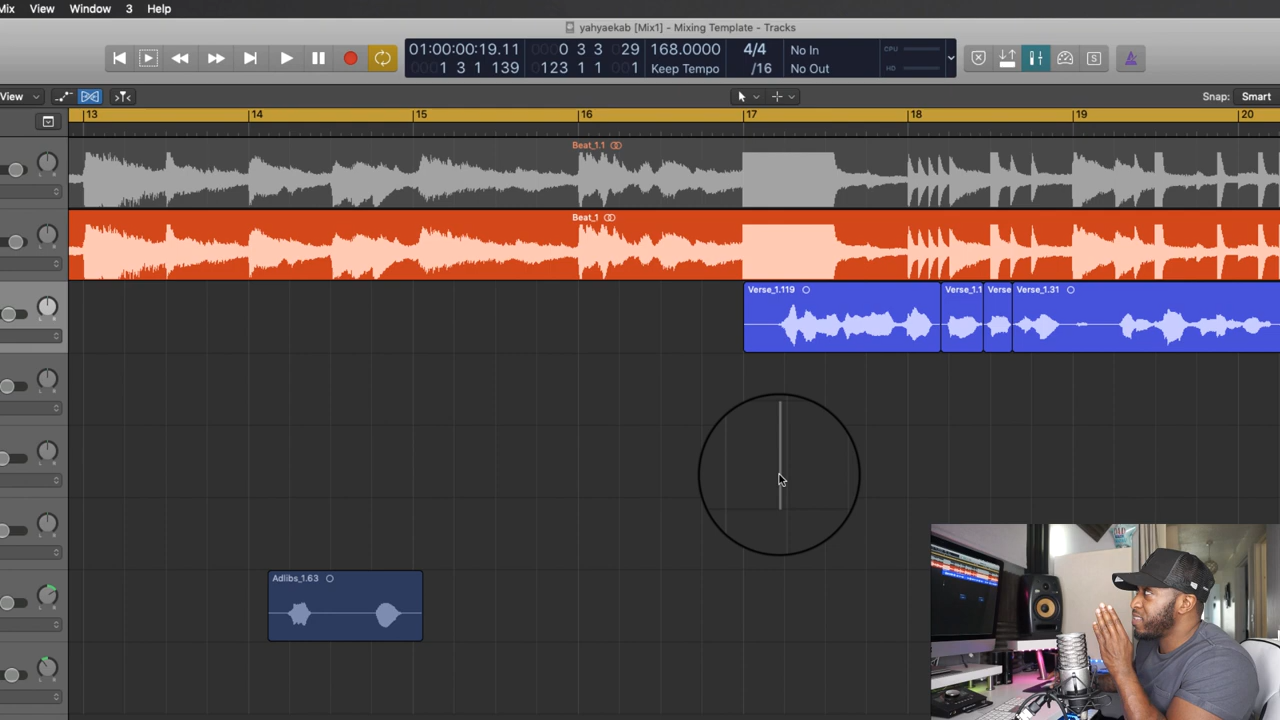 Mix View Window 3 Help
yahyaekab [Mix1] - Mixing Template - Tracks
01:00:00:19.11 0 3 3 29 168.0000 4/4 No In CPU
1 3 1 139 0123 1 1 001 Keep Tempo /16 No Out HD
S
View Snap: Smart
13 14 15 16 17 18 19 20
Beat_1.1
Beat_1
Verse_1.119 Verse_1.1 Verse Verse_1.31
Adlibs_1.63